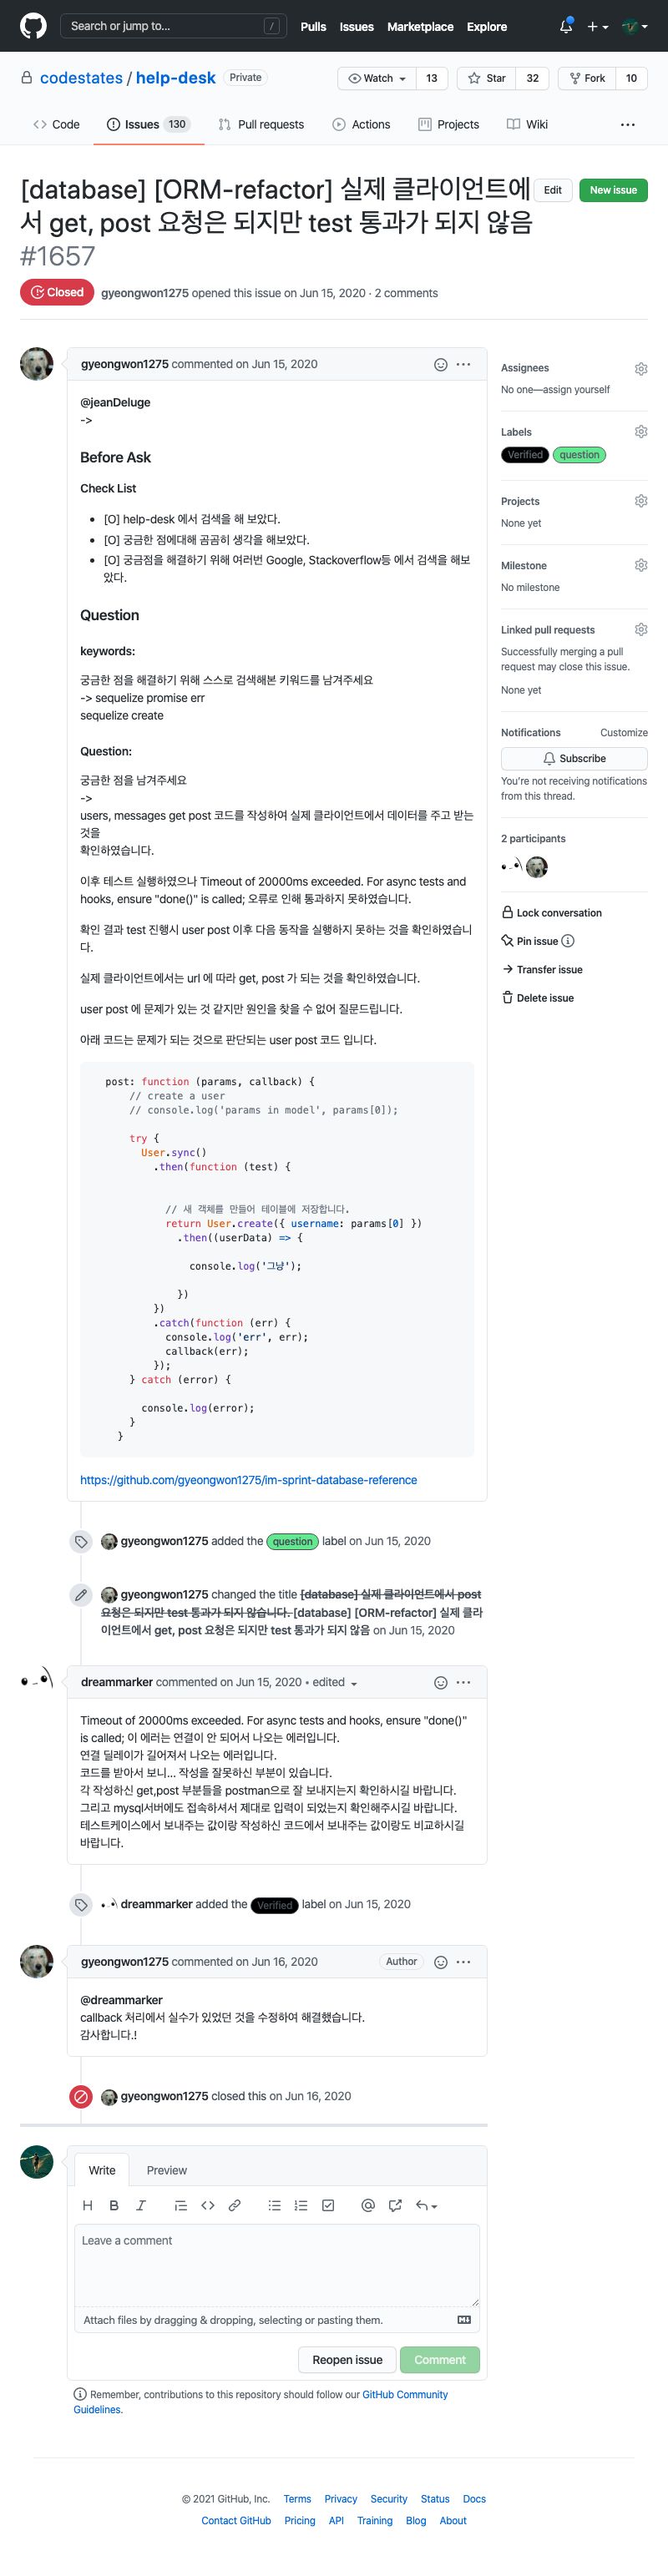 Search or jump to... /
Pulls Issues Marketplace Explore
codestates / help-desk Private
Watch 13 Star 32 Fork 10
Code Issues 130 Pull requests Actions Projects Wiki ...
[database] [ORM-refactor] 실제 클라이언트에
서 get, post 요청은 되지만 test 통과가 되지 않음
#1657
Edit New issue
Closed gyeongwon1275 opened this issue on Jun 15, 2020 · 2 comments
gyeongwon1275 commented on Jun 15, 2020
@jeanDeluge
->
Before Ask
Check List
• [O] help-desk 에서 검색을 해 보았다.
• [O] 궁금한 점에대해 곰곰히 생각을 해보았다.
• [O] 궁금점을 해결하기 위해 여러번 Google, Stackoverflow등 에서 검색을 해보
았다.
Question
keywords:
궁금한 점을 해결하기 위해 스스로 검색해본 키워드를 남겨주세요
-> sequelize promise err
sequelize create
Question:
궁금한 점을 남겨주세요
->
users, messages get post 코드를 작성하여 실제 클라이언트에서 데이터를 주고 받는
것을
확인하였습니다.
이후 테스트 실행하였으나 Timeout of 20000ms exceeded. For async tests and
hooks, ensure "done()" is called; 오류로 인해 통과하지 못하였습니다.
확인 결과 test 진행시 user post 이후 다음 동작을 실행하지 못하는 것을 확인하였습니
다.
실제 클라이언트에서는 url 에 따라 get, post 가 되는 것을 확인하였습니다.
user post 에 문제가 있는 것 같지만 원인을 찾을 수 없어 질문드립니다.
아래 코드는 문제가 되는 것으로 판단되는 user post 코드 입니다.
post: function (params, callback) {
// create a user
// console.log('params in model', params[0]);
try {
User.sync()
.then(function (test) {
// 새 객체를 만들어 테이블에 저장합니다.
return User.create({ username: params[0] })
.then((userData) => {
console.log('그냥');
})
})
.catch(function (err) {
console.log('err', err);
callback(err);
});
} catch (error) {
console.log(error);
}
}
https://github.com/gyeongwon1275/im-sprint-database-reference
Assignees
No one—assign yourself
Labels
Verified question
Projects
None yet
Milestone
No milestone
Linked pull requests
Successfully merging a pull
request may close this issue.
None yet
Notifications Customize
Subscribe
You're not receiving notifications
from this thread.
2 participants
Lock conversation
Pin issue
Transfer issue
Delete issue
gyeongwon1275 added the question label on Jun 15, 2020
gyeongwon1275 changed the title [database] 실제 클라이언트에서 post
요청은 되지만 test 통과가 되지 않습니다. [database] [ORM-refactor] 실제 클라
이언트에서 get, post 요청은 되지만 test 통과가 되지 않음 on Jun 15, 2020
dreammarker commented on Jun 15, 2020 • edited
Timeout of 20000ms exceeded. For async tests and hooks, ensure "done()"
is called; 이 에러는 연결이 안 되어서 나오는 에러입니다.
연결 딜레이가 길어져서 나오는 에러입니다.
코드를 받아서 보니... 작성을 잘못하신 부분이 있습니다.
각 작성하신 get,post 부분들을 postman으로 잘 보내지는지 확인하시길 바랍니다.
그리고 mysql서버에도 접속하셔서 제대로 입력이 되었는지 확인해주시길 바랍니다.
테스트케이스에서 보내주는 값이랑 작성하신 코드에서 보내주는 값이랑도 비교하시길
바랍니다.
dreammarker added the Verified label on Jun 15, 2020
gyeongwon1275 commented on Jun 16, 2020 Author
@dreammarker
callback 처리에서 실수가 있었던 것을 수정하여 해결했습니다.
감사합니다.!
gyeongwon1275 closed this on Jun 16, 2020
Write Preview
Leave a comment
Attach files by dragging & dropping, selecting or pasting them.
Reopen issue Comment
Remember, contributions to this repository should follow our GitHub Community
Guidelines.
© 2021 GitHub, Inc. Terms Privacy Security Status Docs
Contact GitHub Pricing API Training Blog About